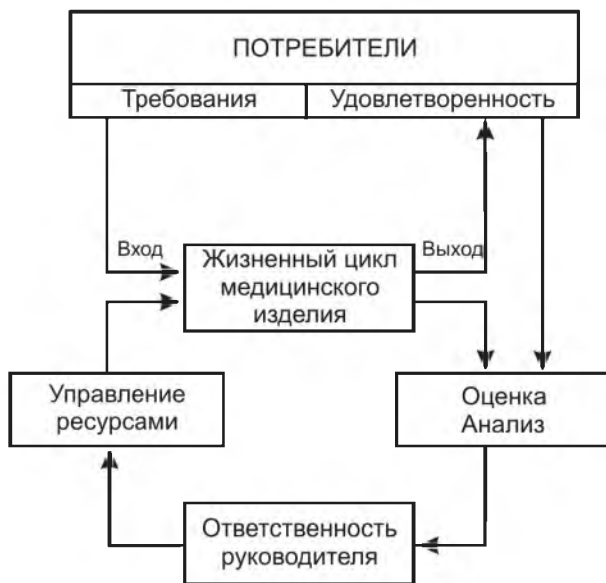 ПОТРЕБИТЕЛИ
Требования
Удовлетворенность
Вход
Выход
Жизненный цикл
медицинского
изделия
Управление
ресурсами
Оценка
Анализ
Ответственность
руководителя